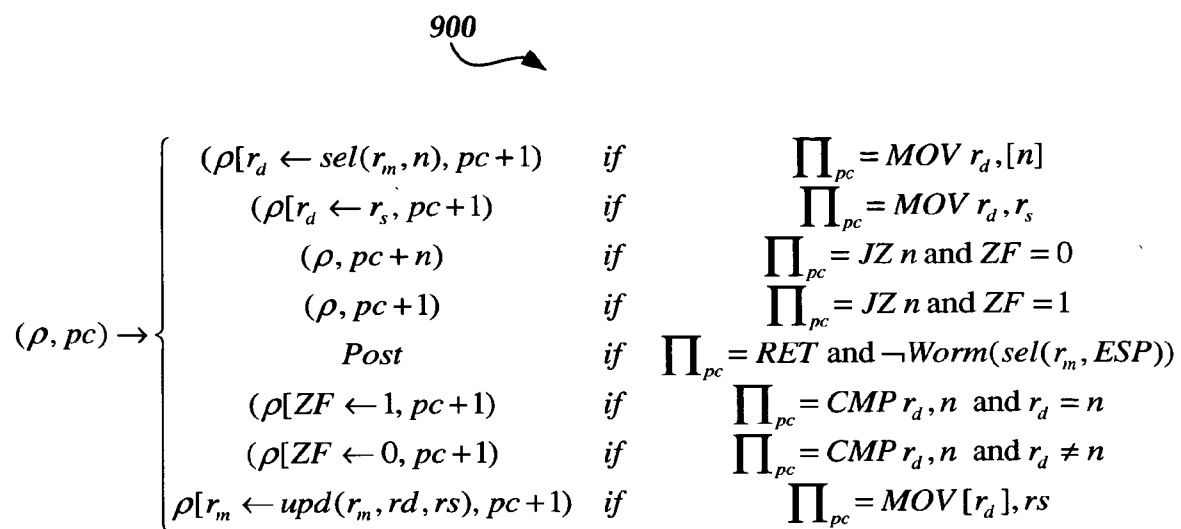 900
(ρ, pc) →
(ρ[r_d ← sel(r_m, n), pc+1) if ∏_pc = MOV r_d, [n]
(ρ[r_d ← r_s, pc+1) if ∏_pc = MOV r_d, r_s
(ρ, pc+n) if ∏_pc = JZ n and ZF = 0
(ρ, pc+1) if ∏_pc = JZ n and ZF = 1
Post if ∏_pc = RET and ¬Worm(sel(r_m, ESP))
(ρ[ZF ← 1, pc+1) if ∏_pc = CMP r_d, n and r_d = n
(ρ[ZF ← 0, pc+1) if ∏_pc = CMP r_d, n and r_d ≠ n
ρ[r_m ← upd(r_m, rd, rs), pc+1) if ∏_pc = MOV [r_d], rs